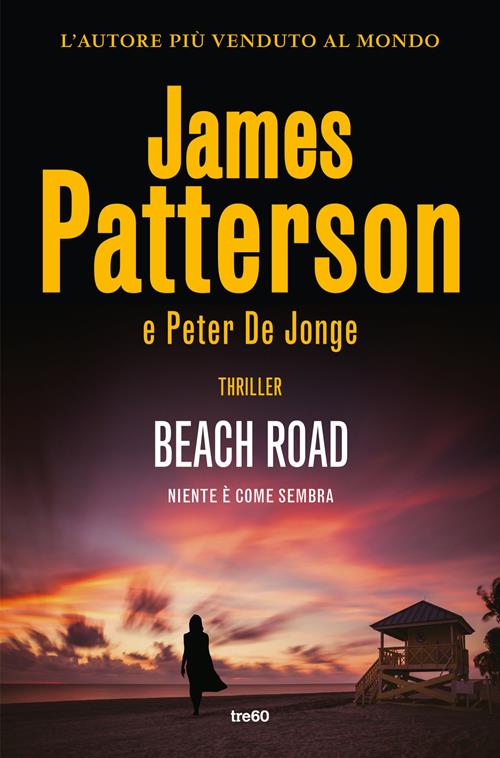 L'AUTORE PIÙ VENDUTO AL MONDO
James
Patterson
e Peter De Jonge
THRILLER
BEACH ROAD
NIENTE È COME SEMBRA
tre60